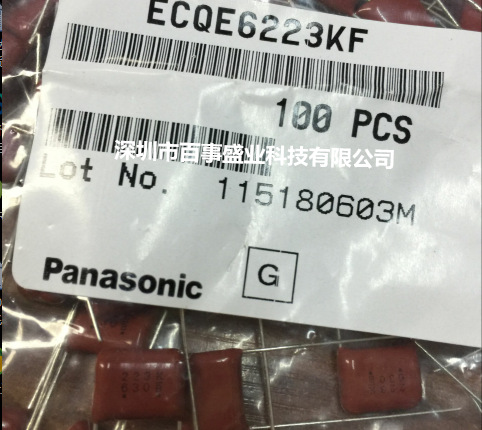 ECQE6223KF
100 PCS
深圳市百事盛业科技有限公司
Lot No. 115180603M
Panasonic G